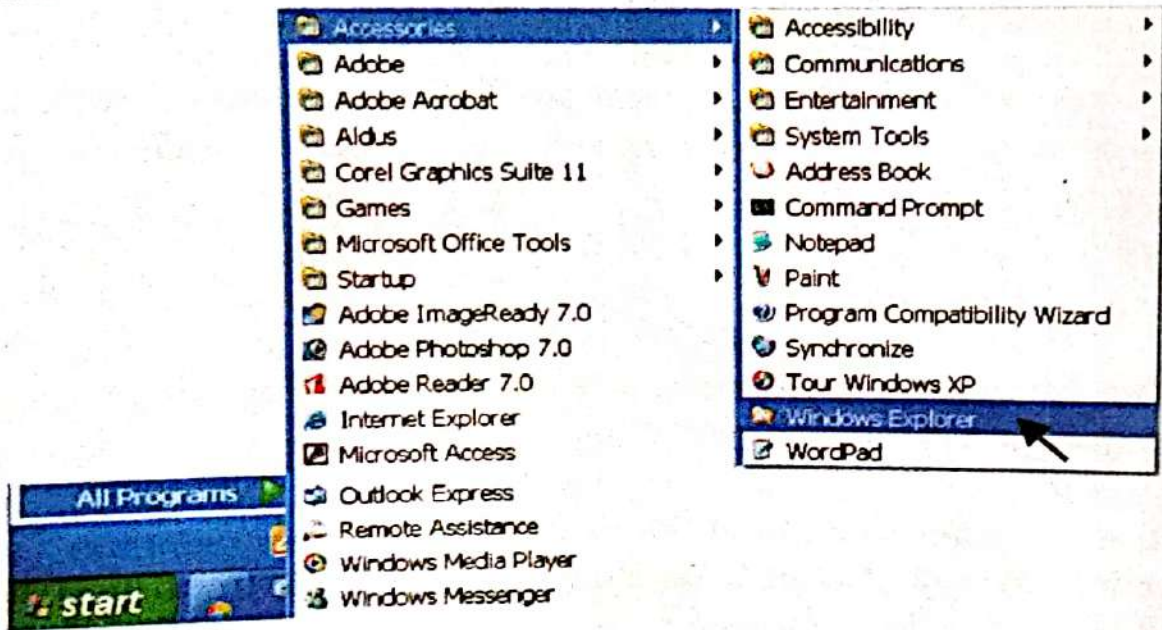 Accessories
Adobe
Adobe Acrobat
Aldus
Corel Graphics Suite 11
Games
Microsoft Office Tools
Startup
Adobe ImageReady 7.0
Adobe Photoshop 7.0
Adobe Reader 7.0
Internet Explorer
Microsoft Access
Outlook Express
Remote Assistance
Windows Media Player
Windows Messenger
Accessibility
Communications
Entertainment
System Tools
Address Book
Command Prompt
Notepad
Paint
Program Compatibility Wizard
Synchronize
Tour Windows XP
Windows Explorer
WordPad
All Programs
start